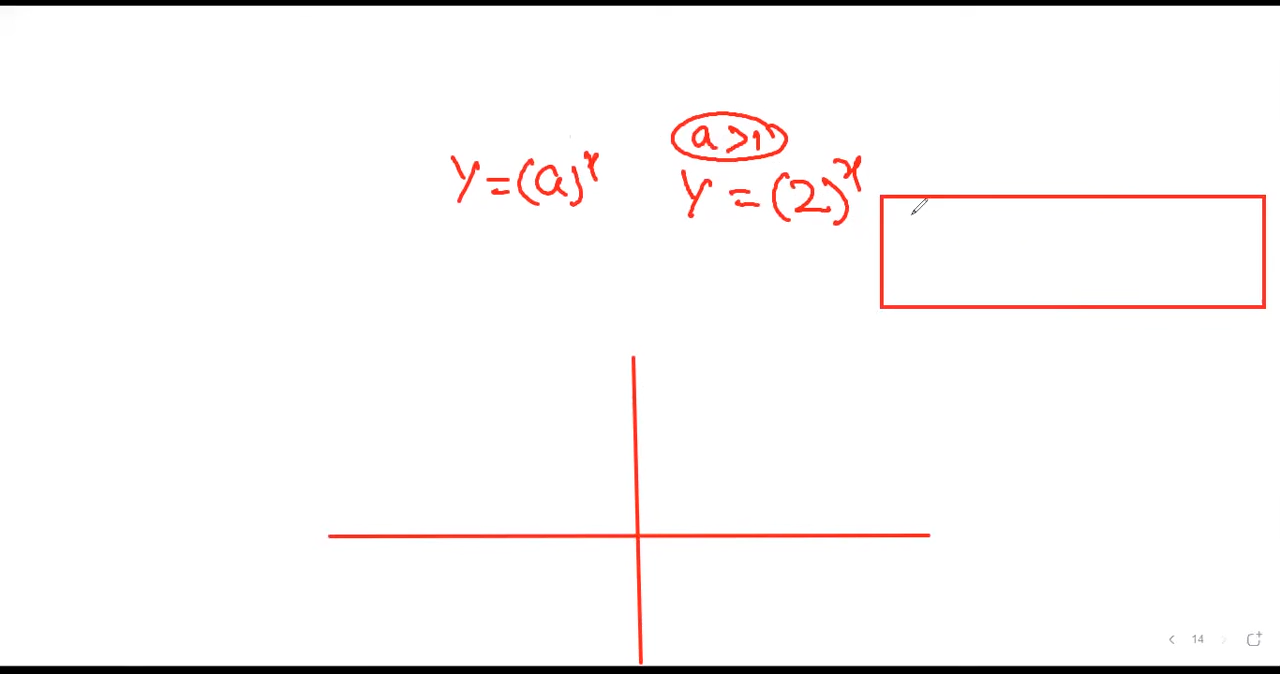 a > 1
y = (a)^x y = (2)^x
14